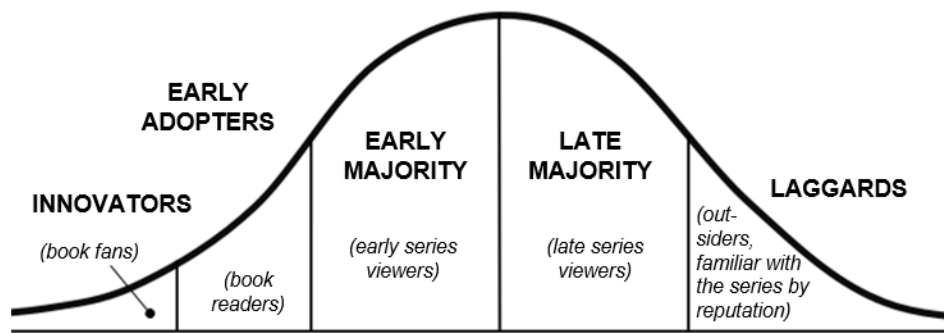 EARLY
ADOPTERS
EARLY
MAJORITY
LATE
MAJORITY
LAGGARDS
INNOVATORS
(book fans)
(book
readers)
(early series
viewers)
(late series
viewers)
(out-
siders,
familiar with
the series by
reputation)